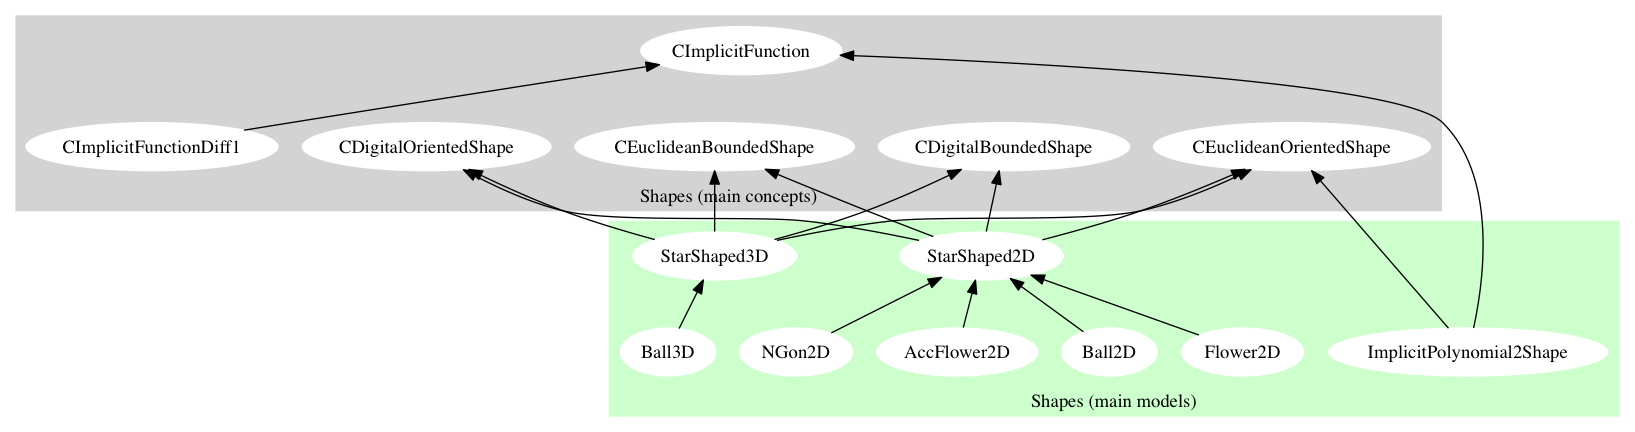 CImplicitFunction
CImplicitFunctionDiff1
CDigitalOrientedShape
CEuclideanBoundedShape
CDigitalBoundedShape
CEuclideanOrientedShape
Shapes (main concepts)
StarShaped3D
StarShaped2D
Ball3D
NGon2D
AccFlower2D
Ball2D
Flower2D
ImplicitPolynomial2Shape
Shapes (main models)